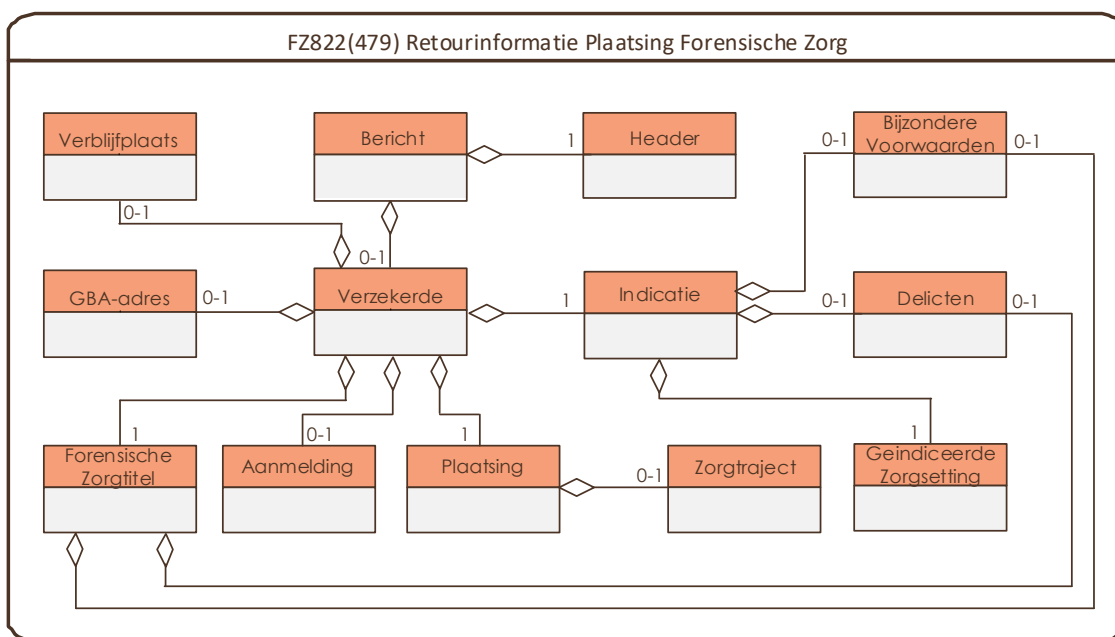 FZ822(479) Retourinformatie Plaatsing Forensische Zorg
Verblijfplaats
Bericht
1
Header
0-1
Bijzondere
Voorwaarden
0-1
0-1
0-1
GBA-adres
0-1
Verzekerde
1
Indicatie
0-1
Delicten
0-1
1
0-1
1
1
Forensische
Zorgtitel
Aanmelding
Plaatsing
0-1
Zorgtraject
Geindiceerde
Zorgsetting